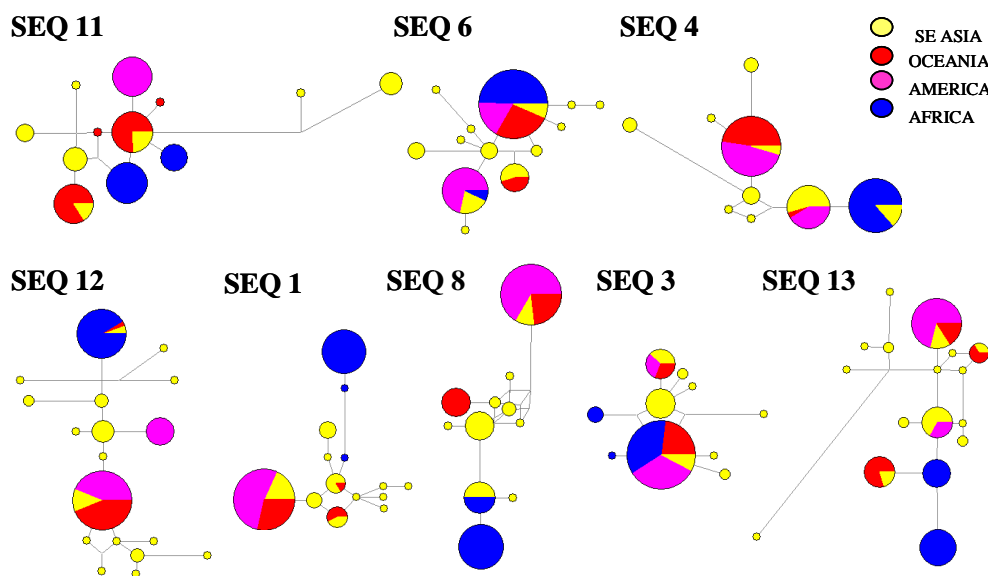 SEQ 11
SEQ 6
SEQ 4
SE ASIA
OCEANIA
AMERICA
AFRICA
SEQ 12
SEQ 1
SEQ 8
SEQ 3
SEQ 13